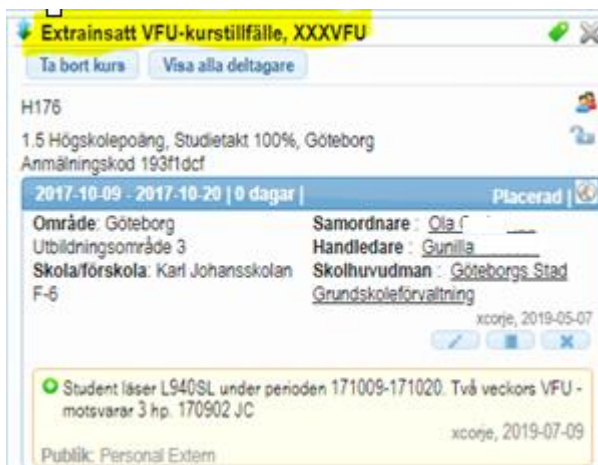 Extrainsatt VFU-kurstillfälle, XXXVFU
Ta bort kurs Visa alla deltagare
H176
1.5 Högskolepoäng, Studietakt 100%, Göteborg
Anmälningskod 193f1dcf
2017-10-09 - 2017-10-20 | 0 dagar | Placerad |
Område: Göteborg
Utbildningsområde 3
Skola/förskola: Karl Johansskolan
F-6
Samordnare : Ola
Handledare : Gunilla
Skolhuvudman : Göteborgs Stad
Grundskoleförvaltning
xcorje, 2019-05-07
Student läser L940SL under perioden 171009-171020. Två veckors VFU -
motsvarar 3 hp. 170902 JC
xcorje, 2019-07-09
Publik: Personal Extern